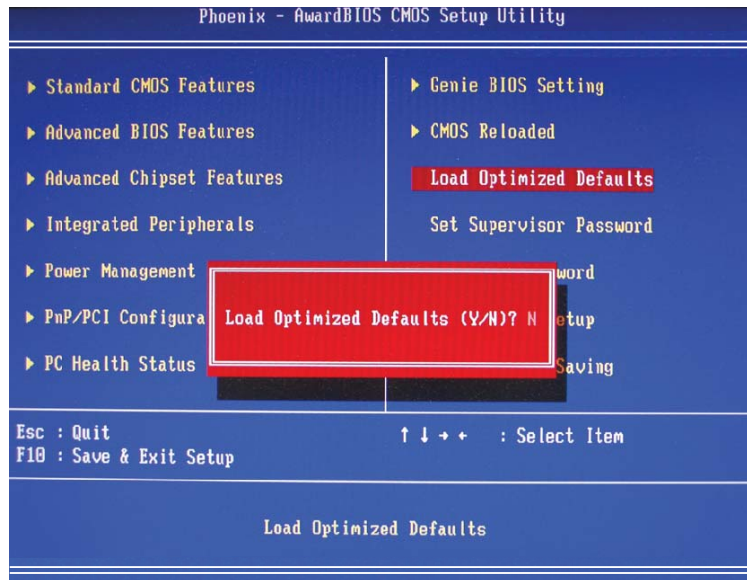 Phoenix - AwardBIOS CMOS Setup Utility
Standard CMOS Features
Advanced BIOS Features
Advanced Chipset Features
Integrated Peripherals
Power Management
PnP/PCI Configura
PC Health Status
Genie BIOS Setting
CMOS Reloaded
Load Optimized Defaults
Set Supervisor Password
word
etup
Saving
Load Optimized Defaults (Y/N)? N
Esc : Quit
F10 : Save & Exit Setup
↑ ↓ → ← : Select Item
Load Optimized Defaults